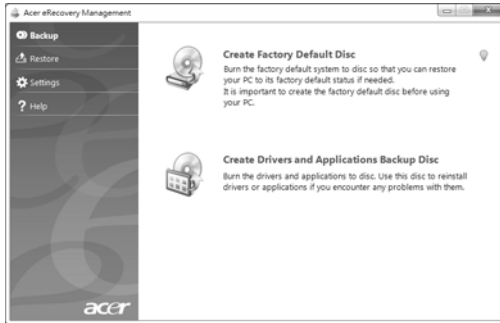 Acer eRecovery Management
Backup
Restore
Settings
Help
Create Factory Default Disc
Burn the factory default system to disc so that you can restore
your PC to its factory default status if needed.
It is important to create the factory default disc before using
your PC.
Create Drivers and Applications Backup Disc
Burn the drivers and applications to disc. Use this disc to reinstall
drivers or applications if you encounter any problems with them.
acer